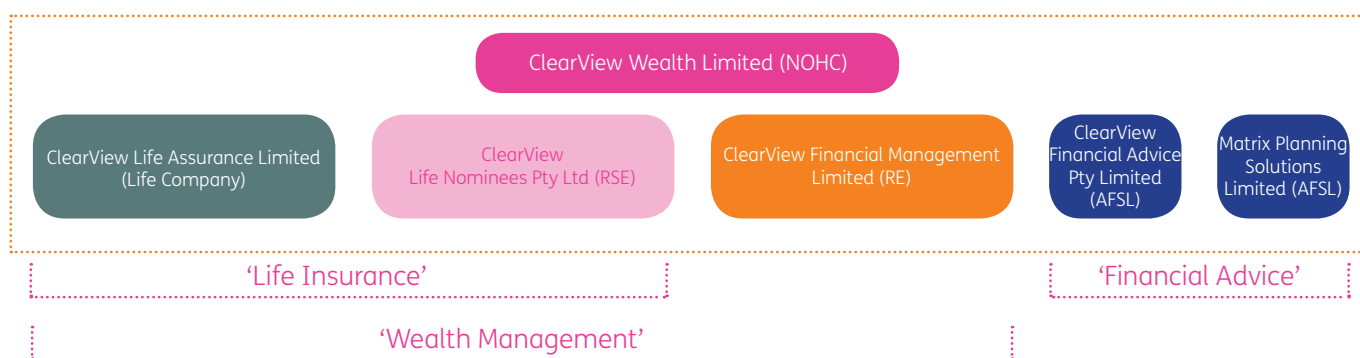 ClearView Wealth Limited (NOHC)
ClearView Life Assurance Limited
(Life Company)
ClearView
Life Nominees Pty Ltd (RSE)
ClearView Financial Management
Limited (RE)
ClearView
Financial Advice
Pty Limited
(AFSL)
Matrix Planning
Solutions
Limited (AFSL)
‘Life Insurance’
‘Financial Advice’
‘Wealth Management’